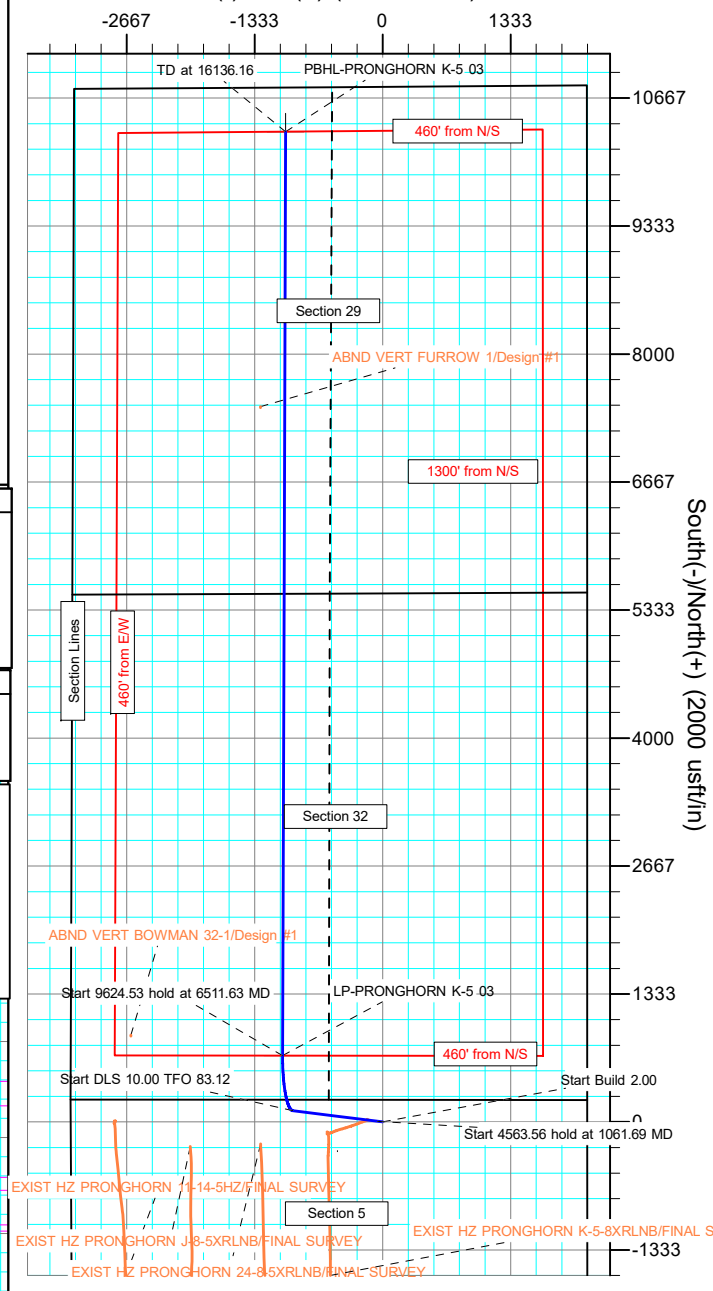 -2667 -1333 0 1333
TD at 16136.16 PBHL-PRONGHORN K-5 03
10667
460' from N/S
9333
Section 29
8000
ABND VERT FURROW 1/Design #1
6667
1300' from N/S
South(-)/North(+) (2000 usft/in)
5333
Section Lines
460' from E/W
4000
Section 32
2667
ABND VERT BOWMAN 32-1/Design #1
1333
Start 9624.53 hold at 6511.63 MD
LP-PRONGHORN K-5 03
460' from N/S
Start DLS 10.00 TFO 83.12
Start Build 2.00
0
Start 4563.56 hold at 1061.69 MD
EXIST HZ PRONGHORN 11-14-5HZ/FINAL SURVEY
Section 5
EXIST HZ PRONGHORN K-5-8XRLNB/FINAL S
EXIST HZ PRONGHORN J-8-5XRLNB/FINAL SURVEY
-1333
EXIST HZ PRONGHORN 24-8-5XRLNB/FINAL SURVEY